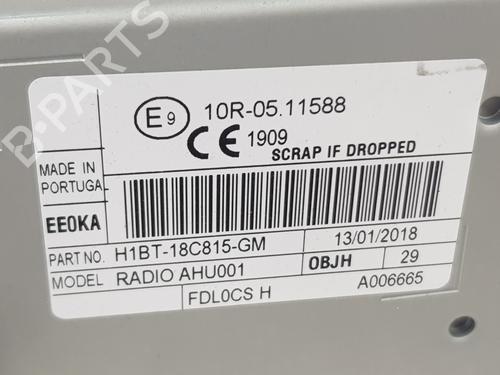 E9 10R-05.11588
CE 1909
SCRAP IF DROPPED
MADE IN
PORTUGA
EE0KA
PART NO. H1BT-18C815-GM 13/01/2018
MODEL RADIO AHU001 0BJH 29
FDL0CS H A006665
B-PARTS